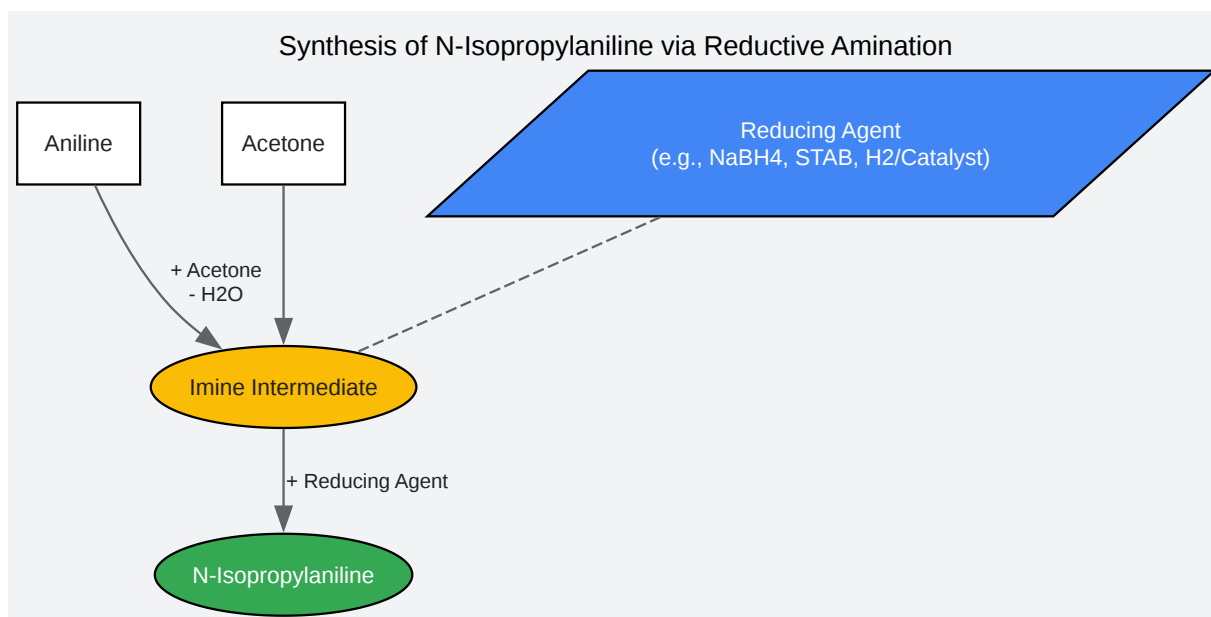 Synthesis of N-Isopropylaniline via Reductive Amination
Aniline
Acetone
Reducing Agent
(e.g., NaBH4, STAB, H2/Catalyst)
+ Acetone
- H2O
Imine Intermediate
+ Reducing Agent
N-Isopropylaniline